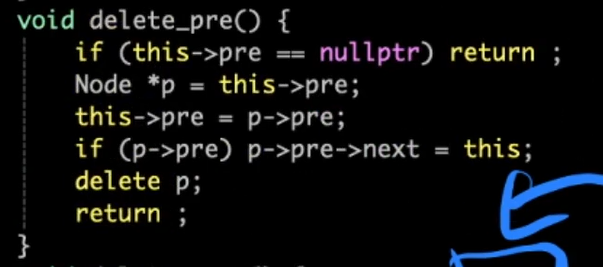 void delete_pre() {
    if (this->pre == nullptr) return ;
    Node *p = this->pre;
    this->pre = p->pre;
    if (p->pre) p->pre->next = this;
    delete p;
    return ;
}